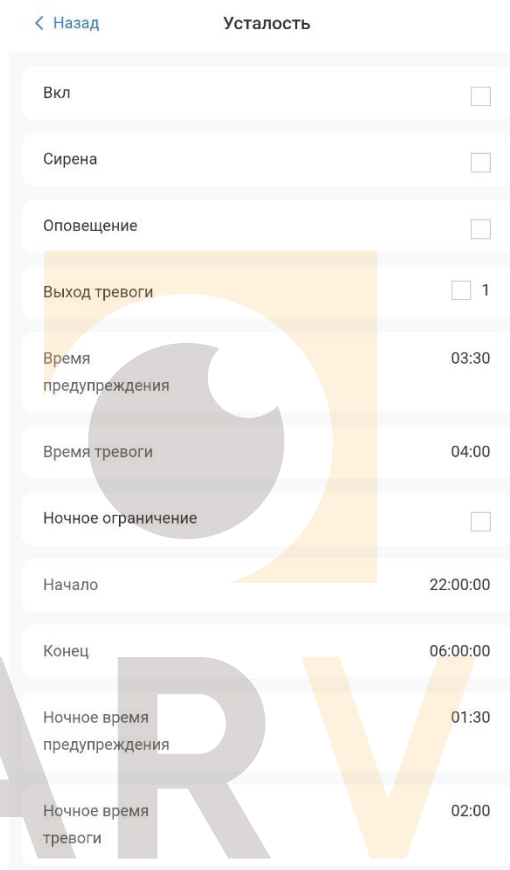 Назад
Усталость
Вкл
Сирена
Оповещение
Выход тревоги 1
Время 03:30
предупреждения
Время тревоги 04:00
Ночное ограничение
Начало 22:00:00
Конец 06:00:00
Ночное время 01:30
предупреждения
Ночное время 02:00
тревоги
ARV